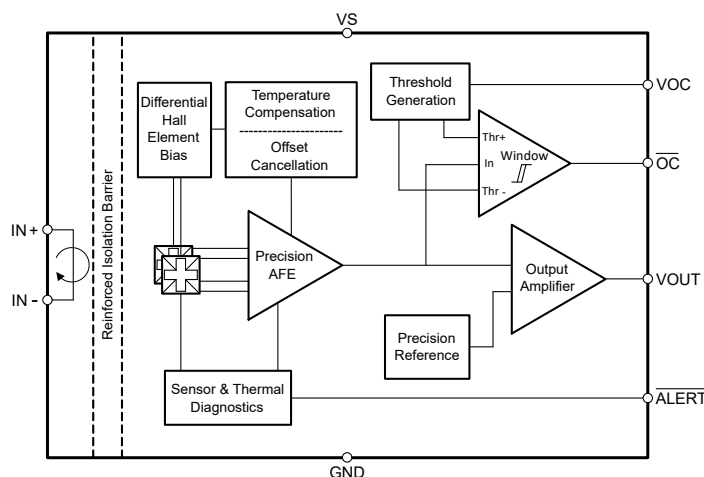 VS
Differential
Hall
Element
Bias
Temperature
Compensation
Offset
Cancellation
Threshold
Generation
VOC
Thr+
In
Thr -
Window
OC
IN +
IN -
Reinforced Isolation Barrier
Precision
AFE
Output
Amplifier
VOUT
Precision
Reference
Sensor & Thermal
Diagnostics
ALERT
GND